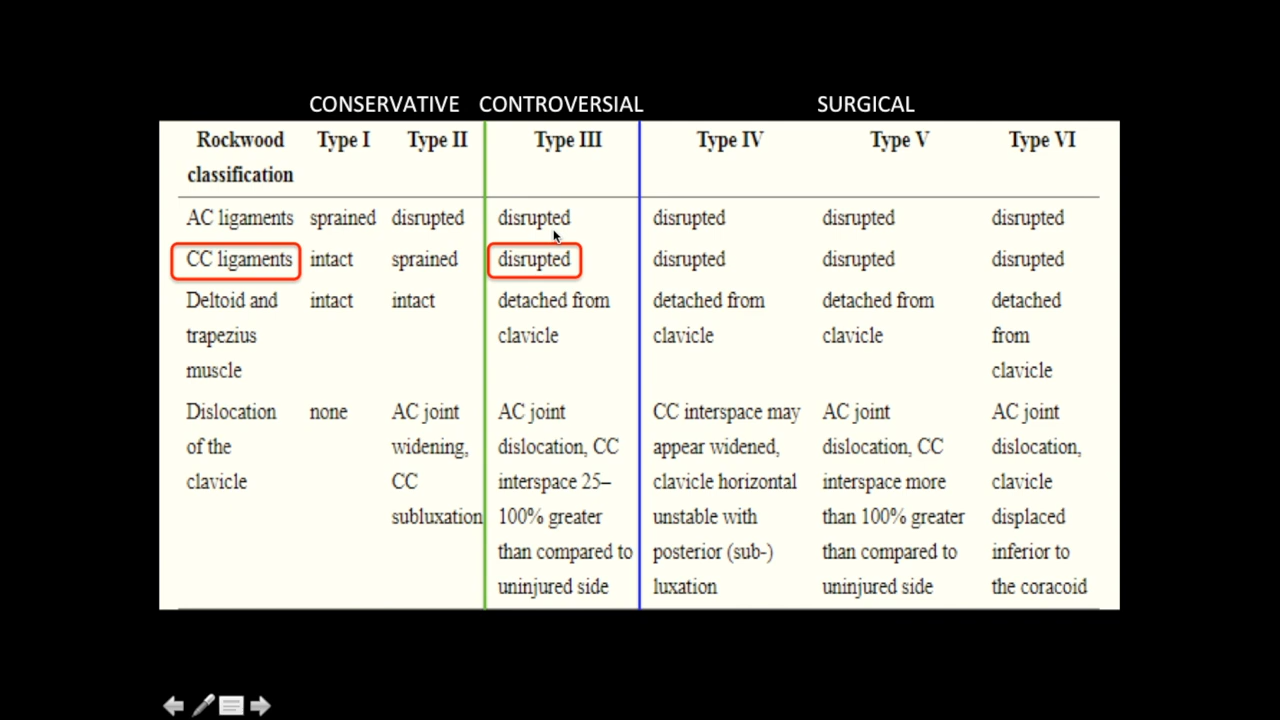 CONSERVATIVE CONTROVERSIAL SURGICAL
Rockwood Type I Type II Type III Type IV Type V Type VI
classification
AC ligaments sprained disrupted disrupted disrupted disrupted disrupted
CC ligaments intact sprained disrupted disrupted disrupted disrupted
Deltoid and intact intact detached from detached from detached from detached
trapezius clavicle clavicle clavicle from
muscle clavicle
Dislocation none AC joint AC joint CC interspace may AC joint AC joint
of the widening, dislocation, CC appear widened, dislocation, CC dislocation,
clavicle CC interspace 25– clavicle horizontal interspace more clavicle
subluxation 100% greater unstable with than 100% greater displaced
than compared to posterior (sub-) than compared to inferior to
uninjured side luxation uninjured side the coracoid